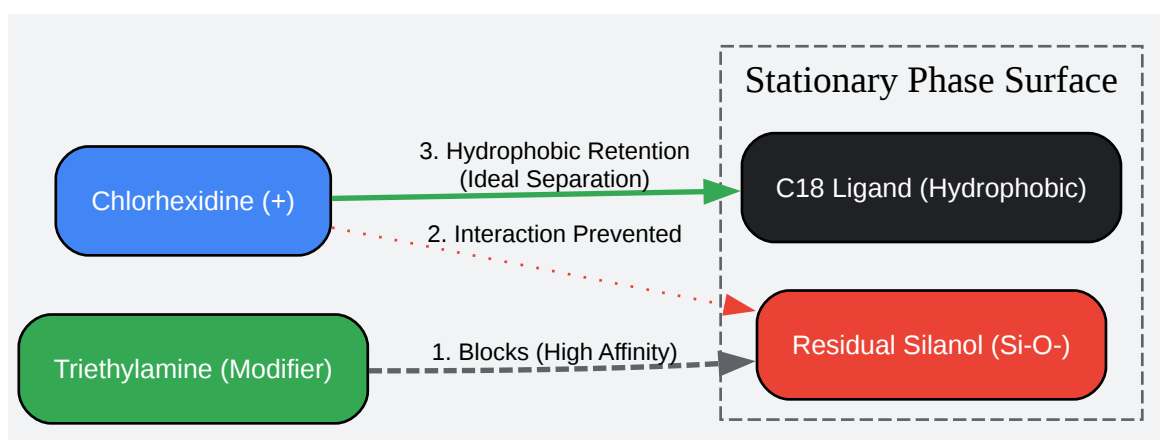 Stationary Phase Surface
3. Hydrophobic Retention
(Ideal Separation)
C18 Ligand (Hydrophobic)
Chlorhexidine (+)
2. Interaction Prevented
Residual Silanol (Si-O-)
1. Blocks (High Affinity)
Triethylamine (Modifier)